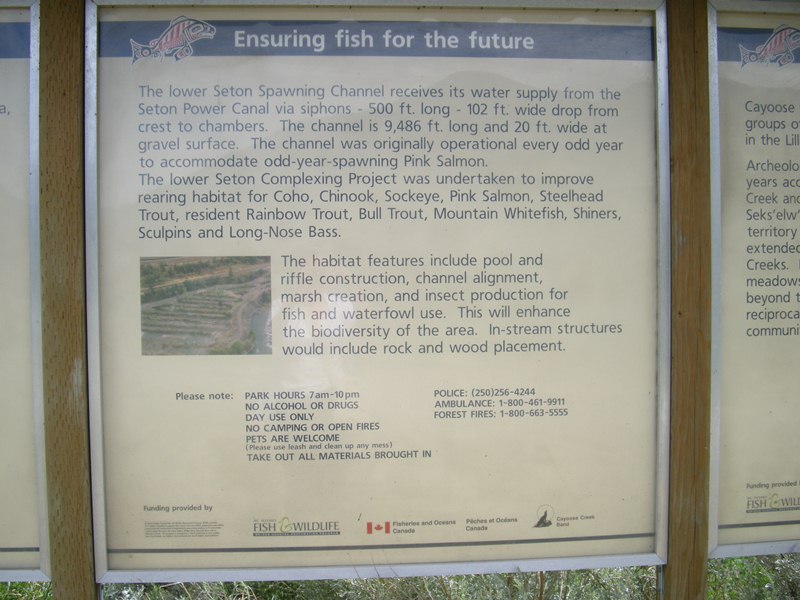 Ensuring fish for the future
The lower Seton Spawning Channel receives its water supply from the
Seton Power Canal via siphons - 500 ft. long - 102 ft. wide drop from
crest to chambers. The channel is 9,486 ft. long and 20 ft. wide at
gravel surface. The channel was originally operational every odd year
to accommodate odd-year-spawning Pink Salmon.
The lower Seton Complexing Project was undertaken to improve
rearing habitat for Coho, Chinook, Sockeye, Pink Salmon, Steelhead
Trout, resident Rainbow Trout, Bull Trout, Mountain Whitefish, Shiners,
Sculpins and Long-Nose Bass.
The habitat features include pool and
riffle construction, channel alignment,
marsh creation, and insect production for
fish and waterfowl use. This will enhance
the biodiversity of the area. In-stream structures
would include rock and wood placement.
Please note: PARK HOURS 7am-10pm
NO ALCOHOL OR DRUGS
DAY USE ONLY
NO CAMPING OR OPEN FIRES
PETS ARE WELCOME
(Please use leash and clean up any mess)
TAKE OUT ALL MATERIALS BROUGHT IN
POLICE: (250)256-4244
AMBULANCE: 1-800-461-9911
FOREST FIRES: 1-800-663-5555
Funding provided by
FISH & WILDLIFE
Fisheries and Oceans
Canada
Pêches et Océans
Canada
Cayoose Creek
Band
a,
Cayoose
groups o
in the Lill
Archeolo
years acc
Creek and
Seks'elw'
territory
extended
Creeks.
meadows
beyond t
reciproca
communi
Funding provided
FISH &